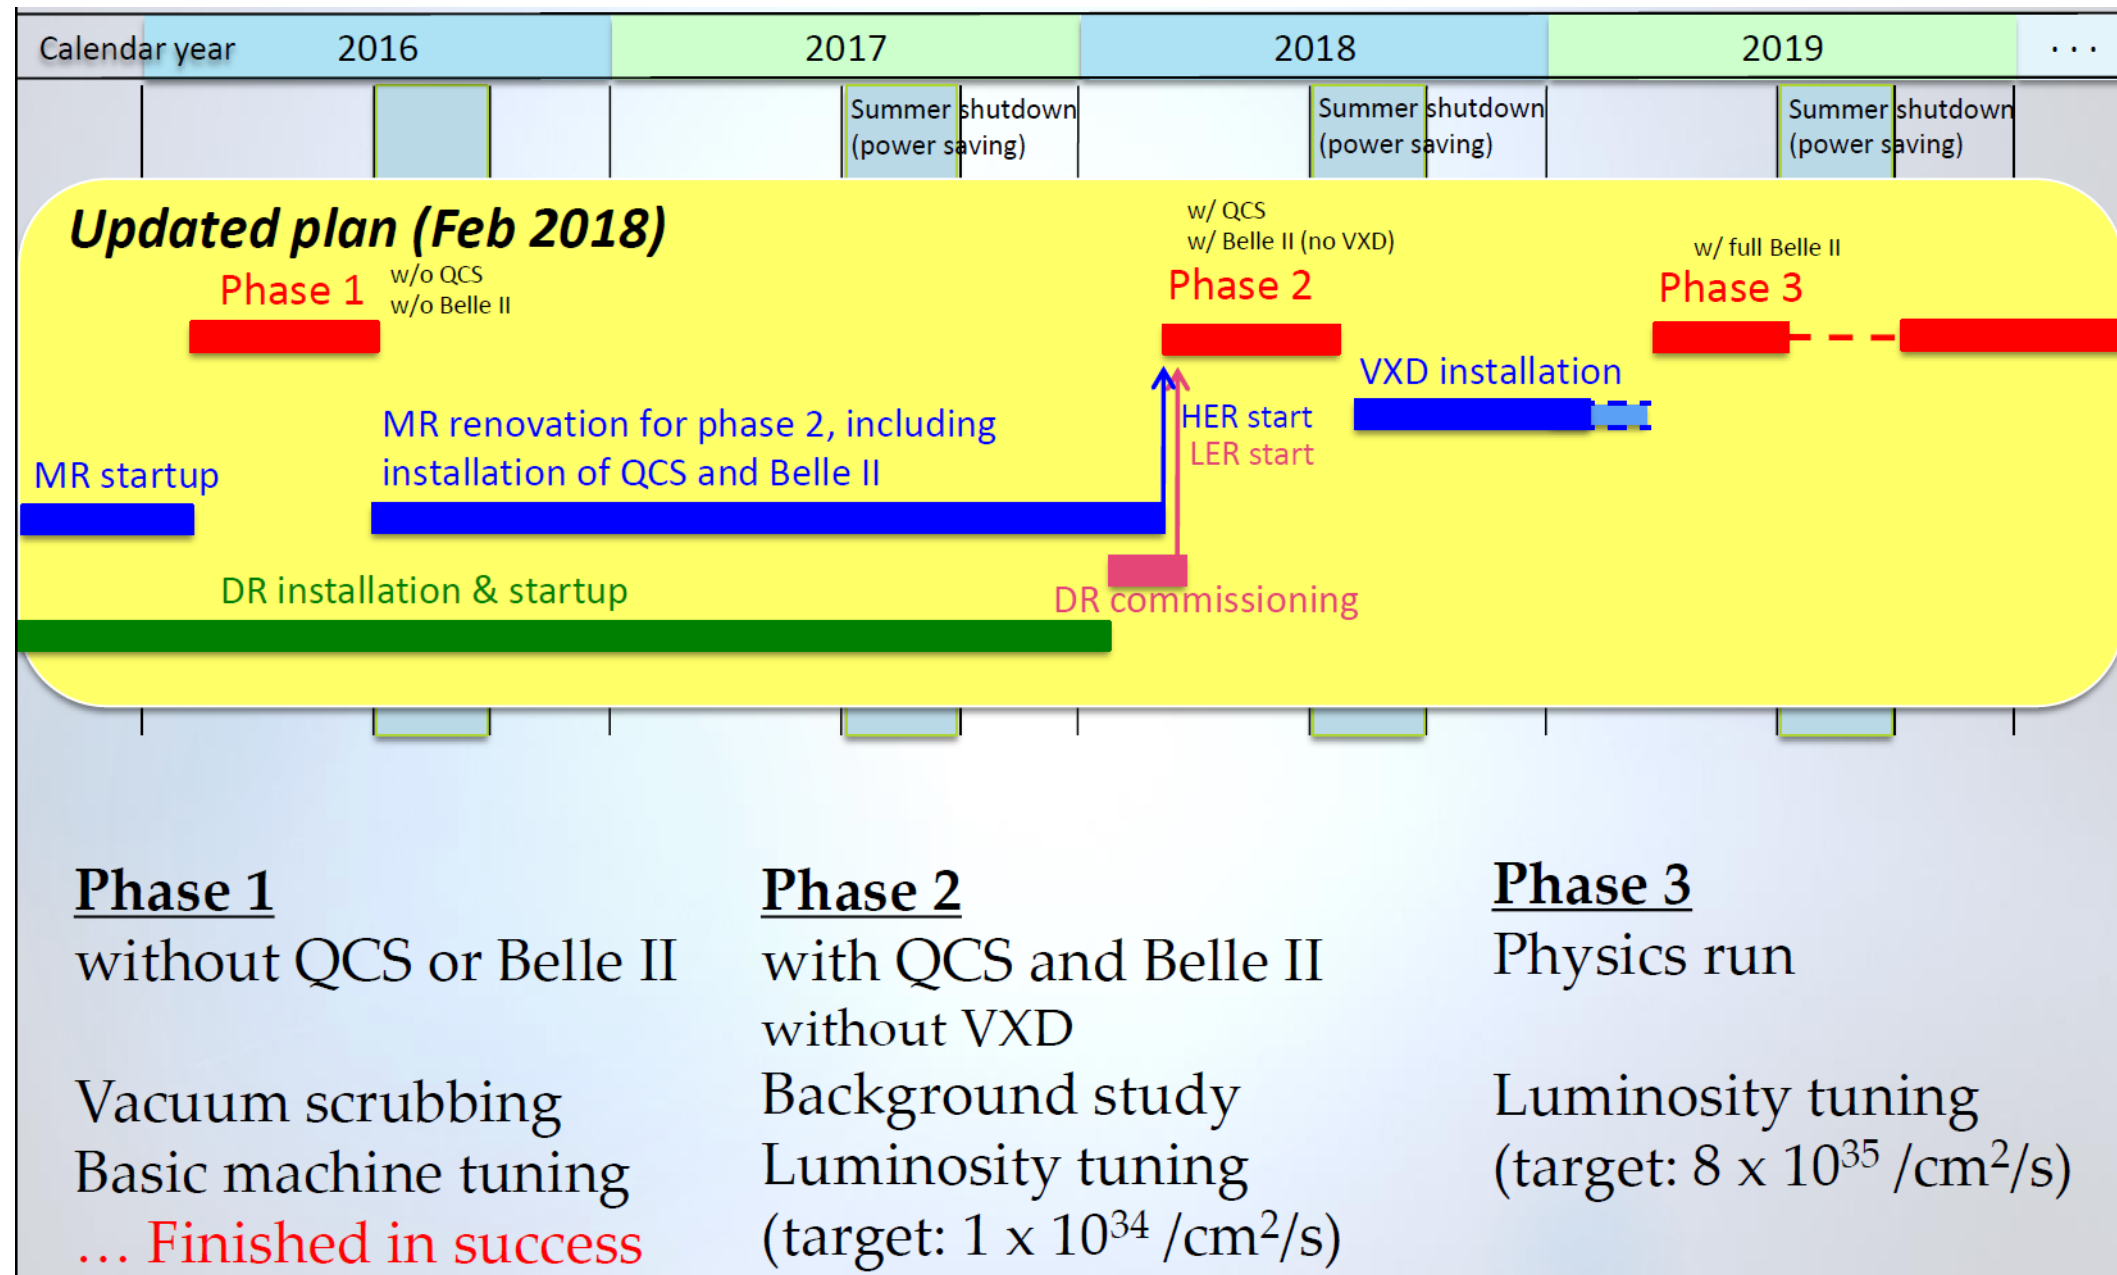 Calendar year 2016 2017 2018 2019 ...
Summer shutdown
(power saving)
Summer shutdown
(power saving)
Summer shutdown
(power saving)
Updated plan (Feb 2018)
Phase 1
w/o QCS
w/o Belle II
w/ QCS
w/ Belle II (no VXD)
Phase 2
w/ full Belle II
Phase 3
VXD installation
MR renovation for phase 2, including
installation of QCS and Belle II
HER start
LER start
MR startup
DR installation & startup
DR commissioning
Phase 1
without QCS or Belle II
Vacuum scrubbing
Basic machine tuning
... Finished in success
Phase 2
with QCS and Belle II
without VXD
Background study
Luminosity tuning
(target: 1 x 10³⁴ /cm²/s)
Phase 3
Physics run
Luminosity tuning
(target: 8 x 10³⁵ /cm²/s)